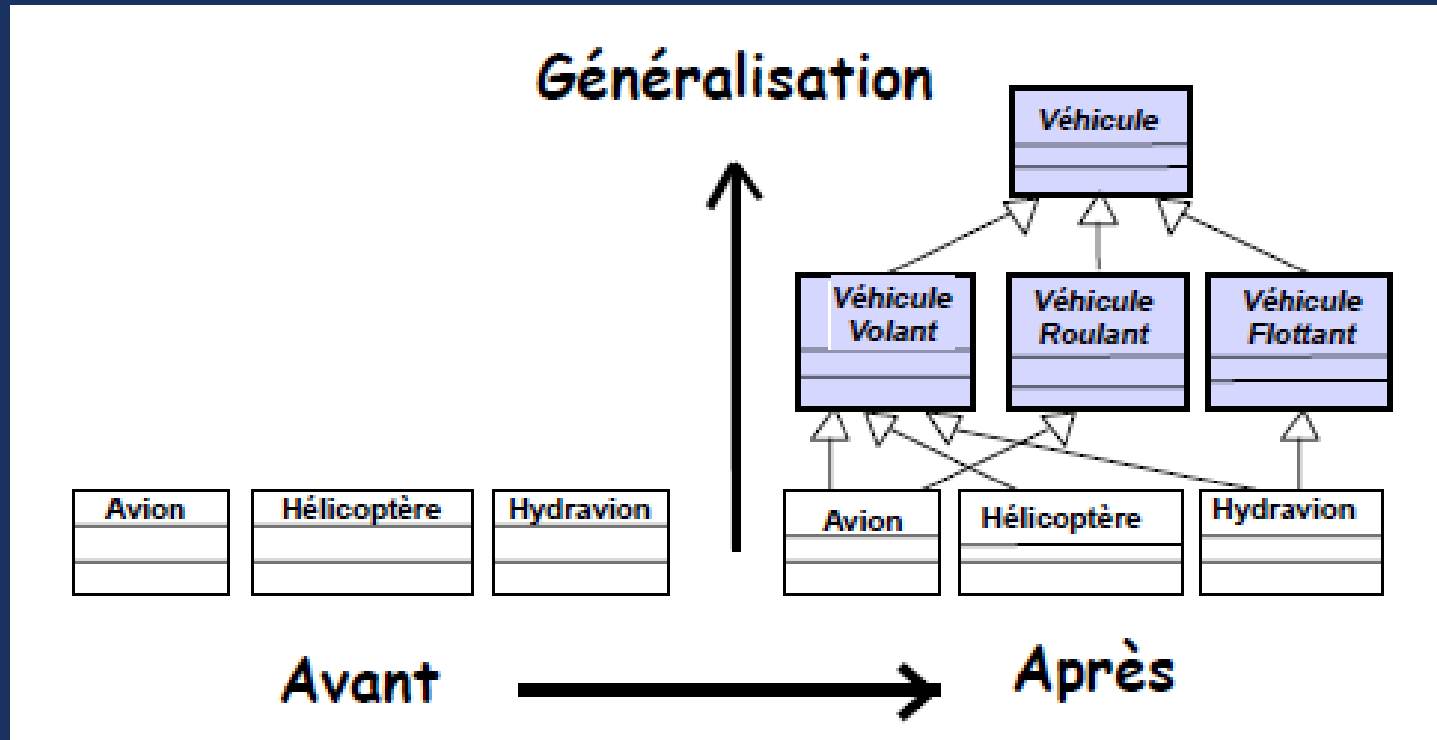 Généralisation
Véhicule
Véhicule
Volant
Véhicule
Roulant
Véhicule
Flottant
Avion
Hélicoptère
Hydravion
Avion
Hélicoptère
Hydravion
Avant
Après